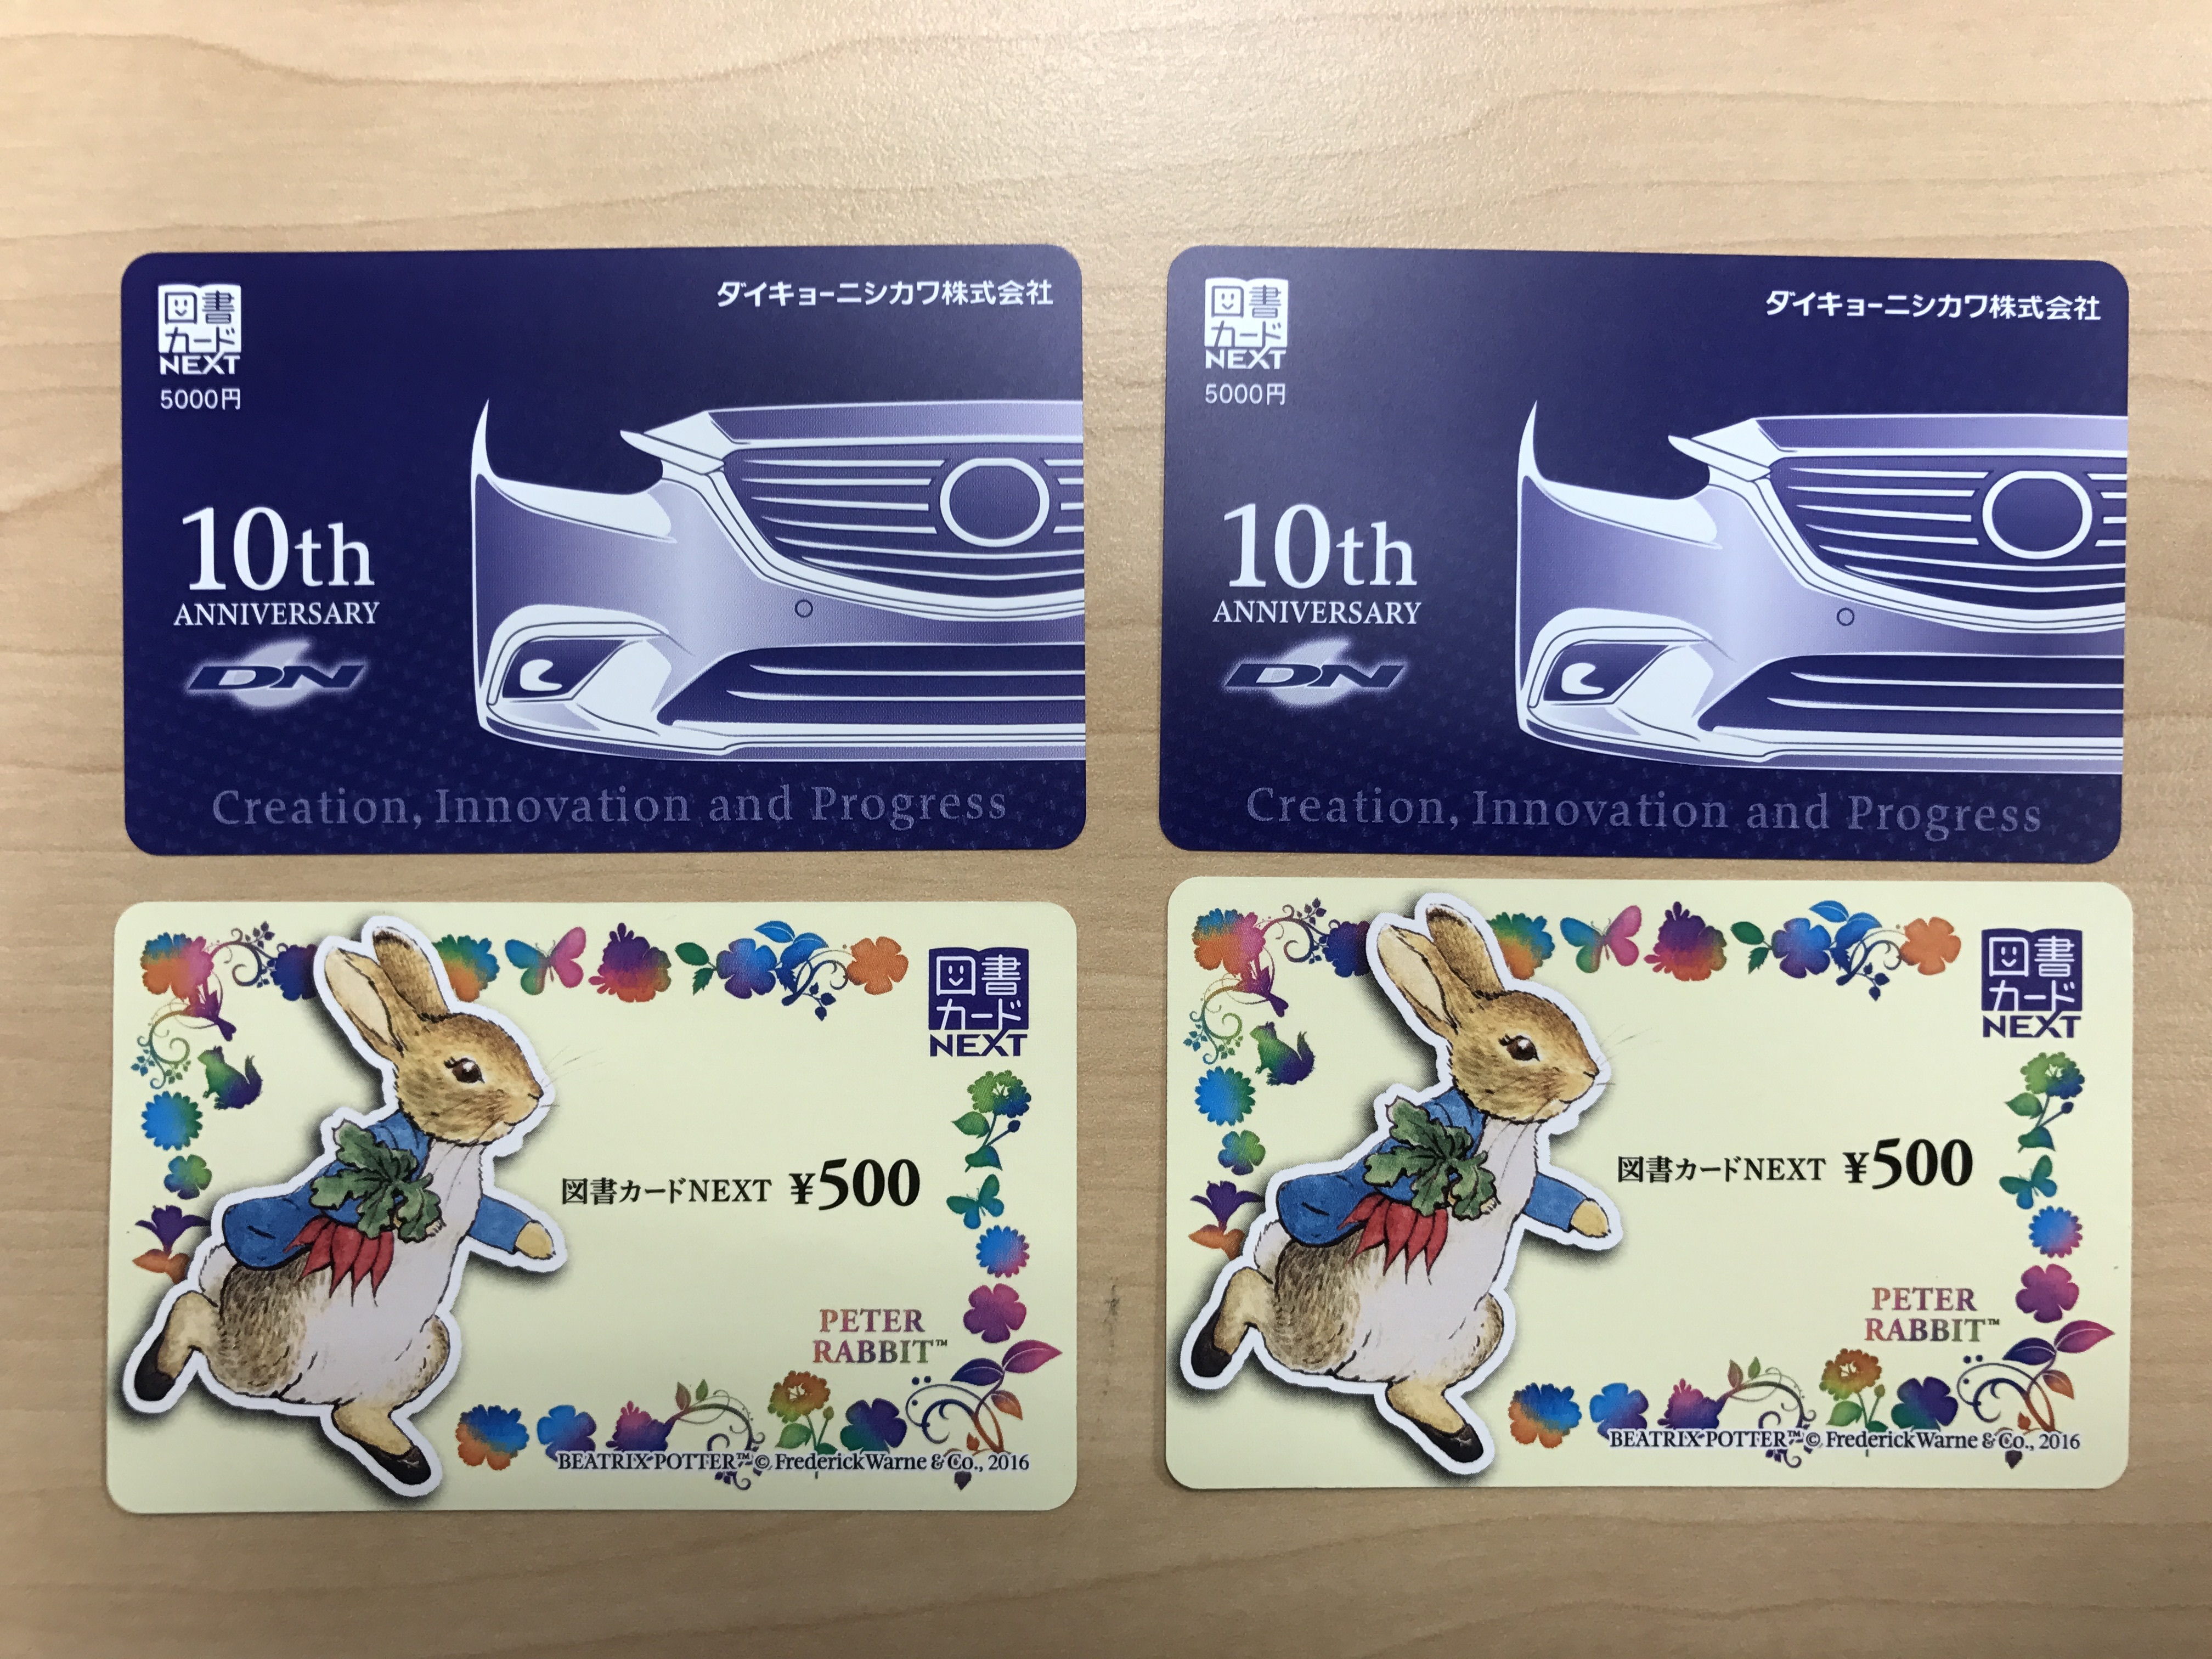 図書
カード
NEXT
5000円
ダイキョーニシカワ株式会社
10th
ANNIVERSARY
DN
Creation, Innovation and Progress
図書
カード
NEXT
5000円
ダイキョーニシカワ株式会社
10th
ANNIVERSARY
DN
Creation, Innovation and Progress
図書
カード
NEXT
図書カードNEXT ¥500
PETER
RABBIT™
BEATRIX POTTER™ © Frederick Warne & Co., 2016
図書
カード
NEXT
図書カードNEXT ¥500
PETER
RABBIT™
BEATRIX POTTER™ © Frederick Warne & Co., 2016